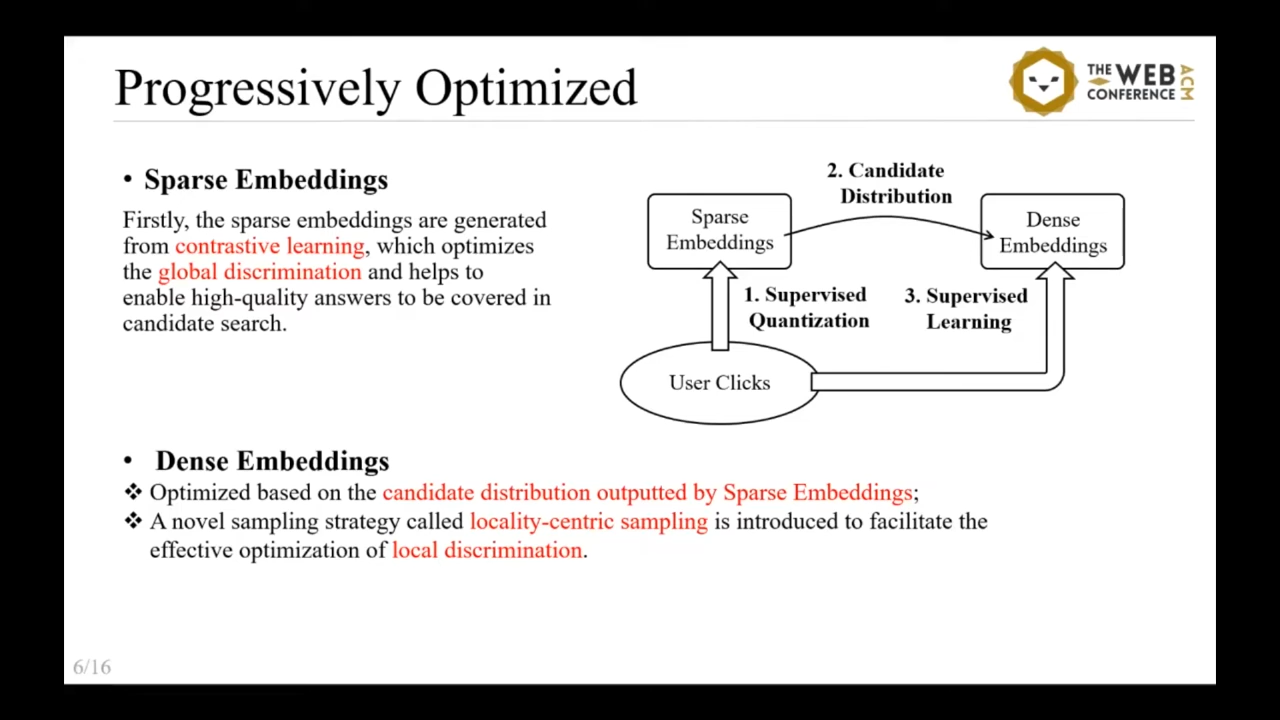 Progressively Optimized
THE WEB
CONFERENCE
ACM
• Sparse Embeddings
Firstly, the sparse embeddings are generated
from contrastive learning, which optimizes
the global discrimination and helps to
enable high-quality answers to be covered in
candidate search.
2. Candidate
Distribution
Sparse
Embeddings
Dense
Embeddings
1. Supervised
Quantization
3. Supervised
Learning
User Clicks
• Dense Embeddings
❖ Optimized based on the candidate distribution outputted by Sparse Embeddings;
❖ A novel sampling strategy called locality-centric sampling is introduced to facilitate the
effective optimization of local discrimination.
6/16